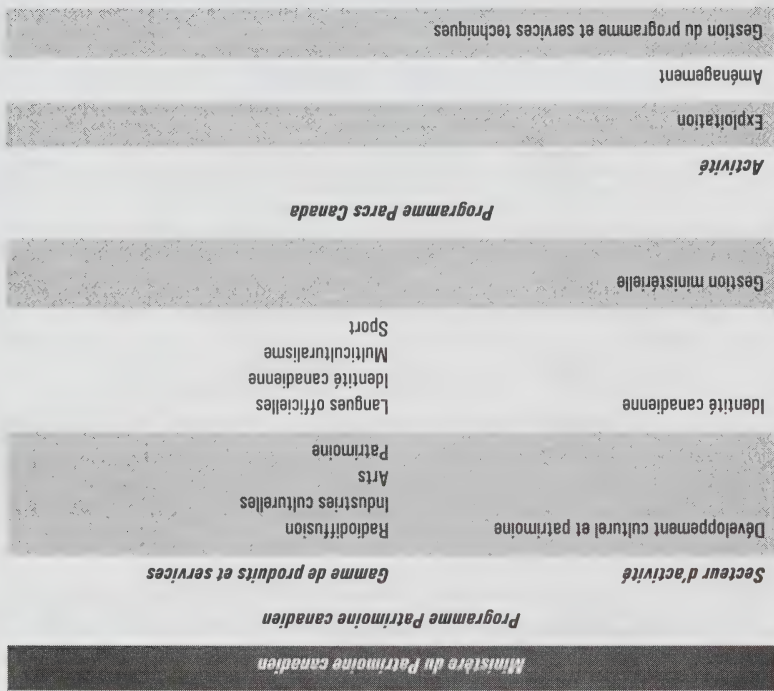 Ministère du Patrimoine canadien
Programme Patrimoine canadien
Secteur d'activité Gamme de produits et services
Développement culturel et patrimoine Radiodiffusion
Industries culturelles
Arts
Patrimoine
Identité canadienne Langues officielles
Identité canadienne
Multiculturalisme
Sport
Gestion ministérielle
Programme Parcs Canada
Activité
Exploitation
Aménagement
Gestion du programme et services techniques